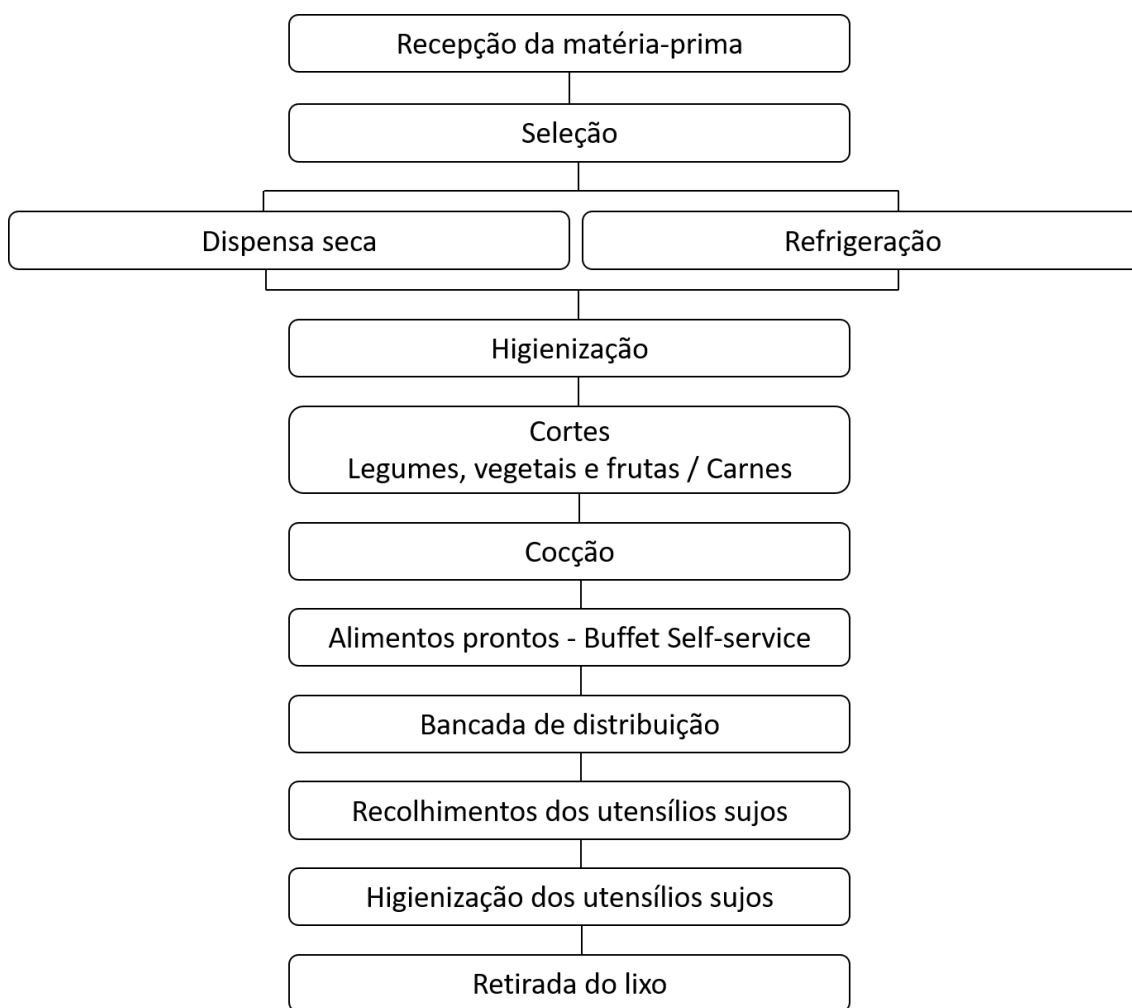 Recepção da matéria-prima
Seleção
Dispensa seca
Refrigeração
Higienização
Cortes
Legumes, vegetais e frutas / Carnes
Cocção
Alimentos prontos - Buffet Self-service
Bancada de distribuição
Recolhimentos dos utensílios sujos
Higienização dos utensílios sujos
Retirada do lixo